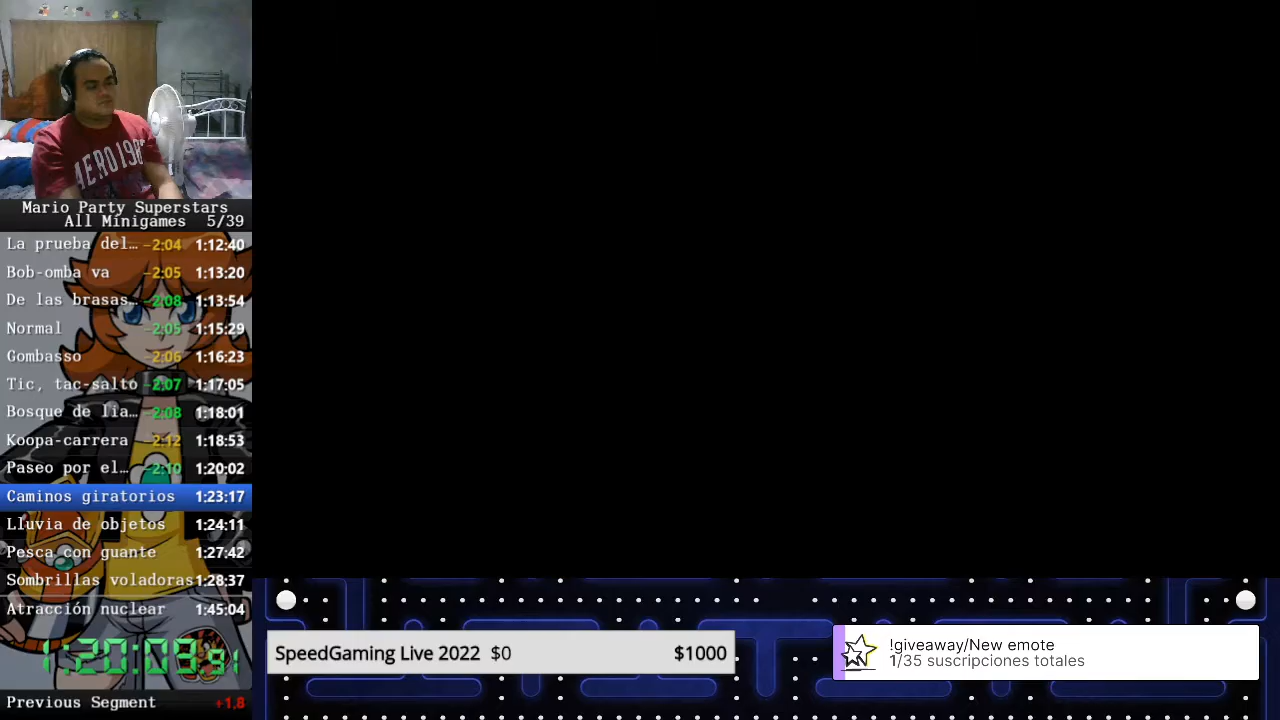 AERO 1987
Mario Party Superstars
All Minigames 5/39
La prueba del… -2:04 1:12:40
Bob-omba va -2:05 1:13:20
De las brasas… -2:08 1:13:54
Normal -2:05 1:15:29
Gombasso -2:06 1:16:23
Tic, tac-salto -2:07 1:17:05
Bosque de lia… -2:08 1:18:01
Koopa-carrera -2:12 1:18:53
Paseo por el… -2:10 1:20:02
Caminos giratorios 1:23:17
Lluvia de objetos 1:24:11
Pesca con guante 1:27:42
Sombrillas voladoras 1:28:37
Atracción nuclear 1:45:04
1:20:03.91
Previous Segment +1,8
SpeedGaming Live 2022 $0 $1000
!giveaway/New emote
1/35 suscripciones totales